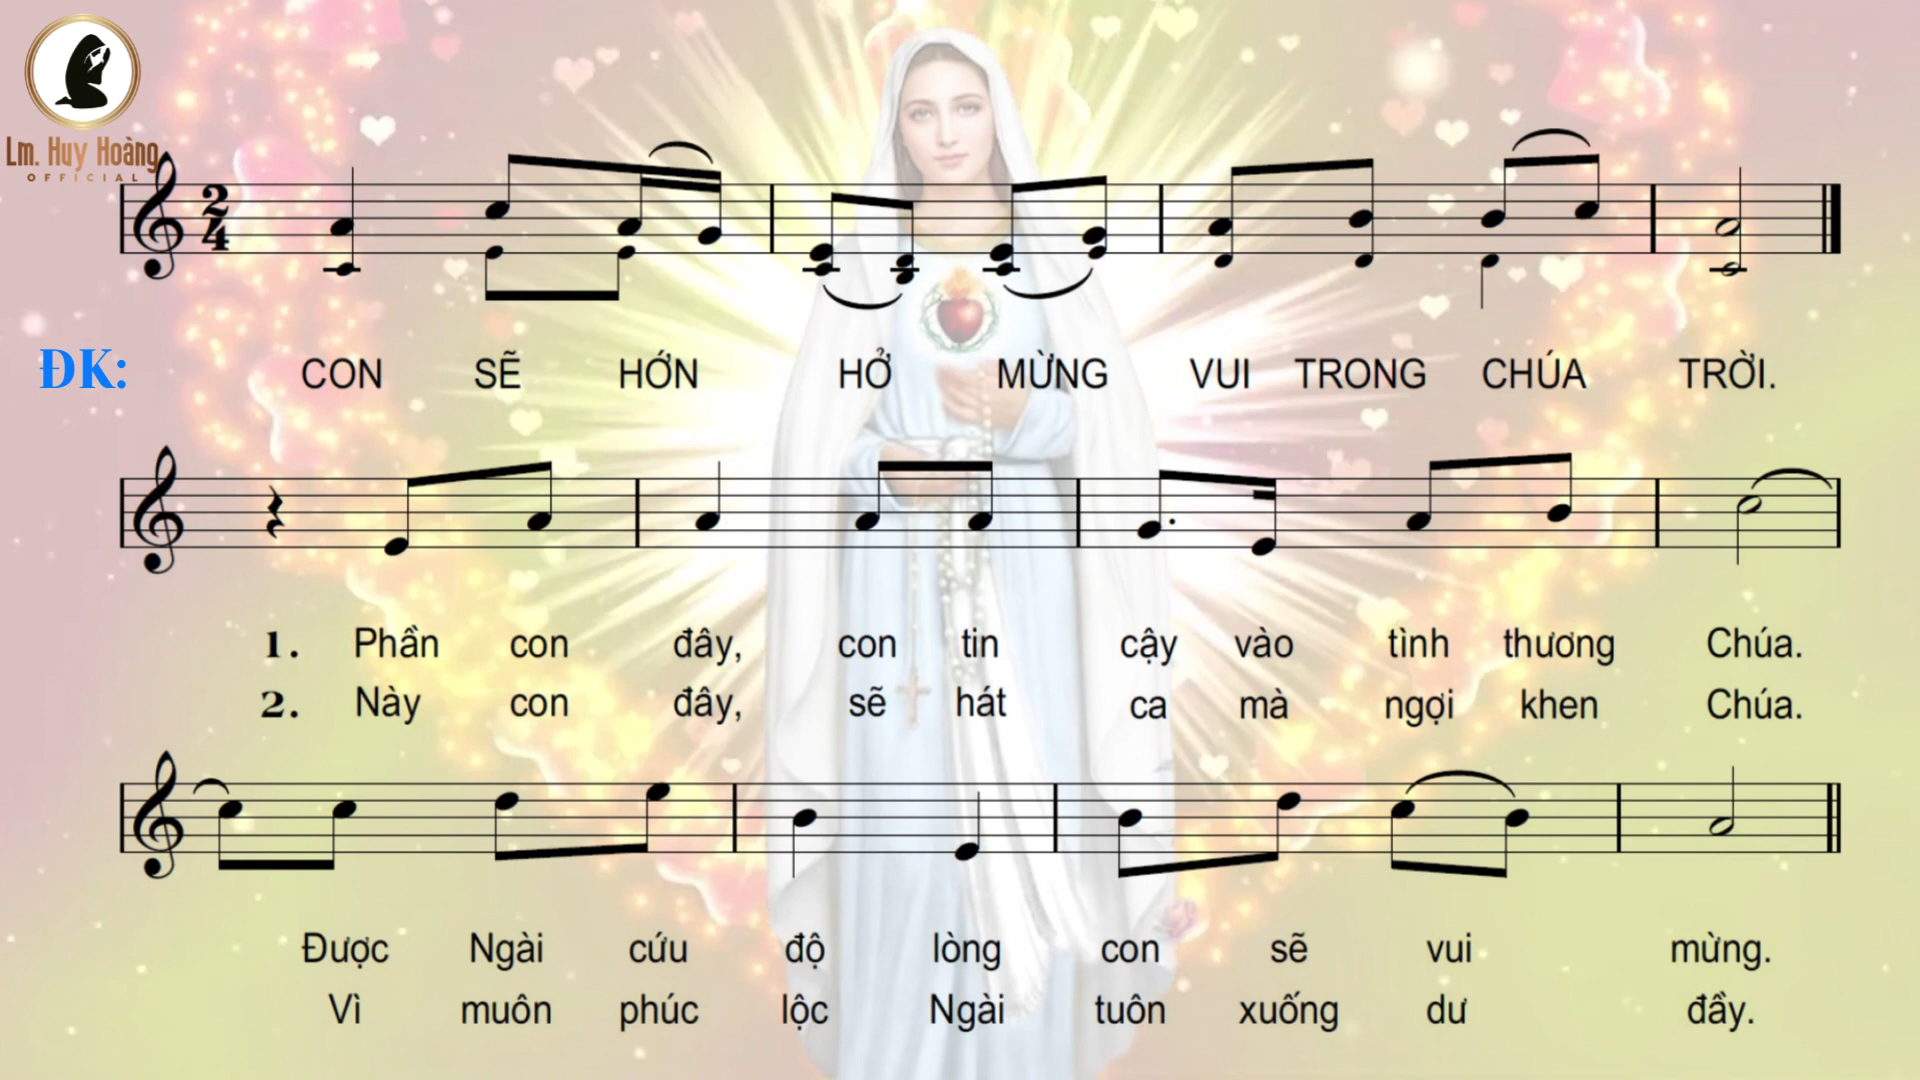 Lm. Huy Hoàng
OFFICIAL
2
4
ĐK: CON SẼ HỚN HỞ MỪNG VUI TRONG CHÚA TRỜI.
1. Phần con đây, con tin cậy vào tình thương Chúa.
2. Này con đây, sẽ hát ca mà ngợi khen Chúa.
Được Ngài cứu độ lòng con sẽ vui mừng.
Vì muôn phúc lộc Ngài tuôn xuống dư đầy.